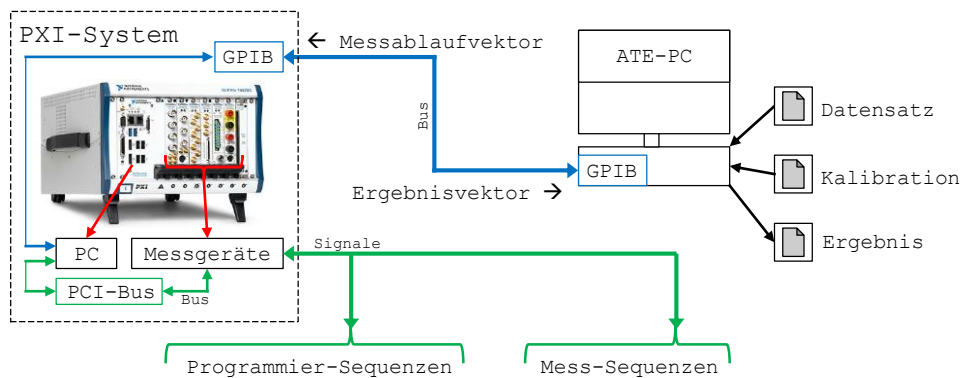 PXI-System
GPIB
← Messablaufvektor
ATE-PC
Bus
Datensatz
GPIB
Kalibration
Ergebnisvektor →
PXI
Ergebnis
PC
Messgeräte
Signale
PCI-Bus
Bus
Programmier-Sequenzen
Mess-Sequenzen